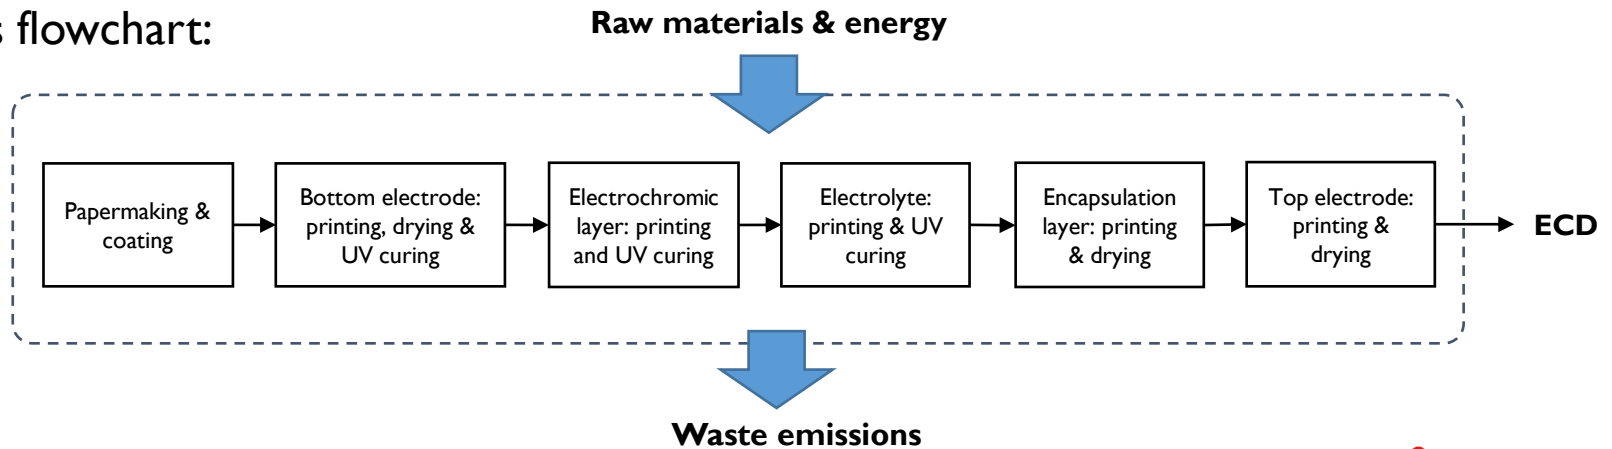 s flowchart:
Raw materials & energy
Papermaking &
coating
Bottom electrode:
printing, drying &
UV curing
Electrochromic
layer: printing
and UV curing
Electrolyte:
printing & UV
curing
Encapsulation
layer: printing
& drying
Top electrode:
printing &
drying
ECD
Waste emissions